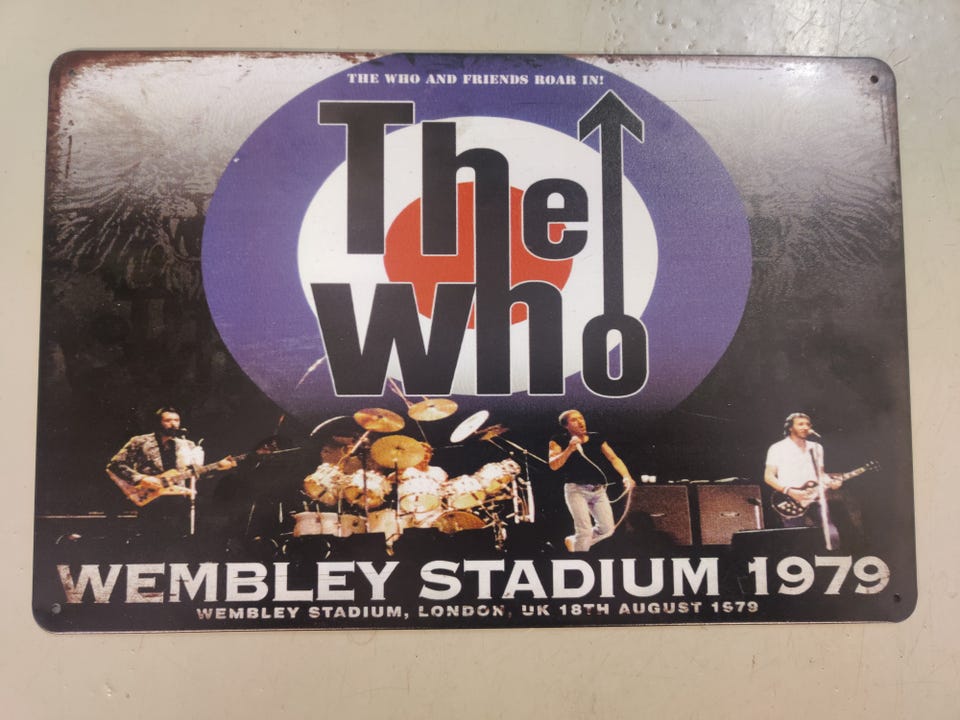 THE WHO AND FRIENDS ROAR IN!
The
who
WEMBLEY STADIUM 1979
WEMBLEY STADIUM, LONDON, UK 18TH AUGUST 1979